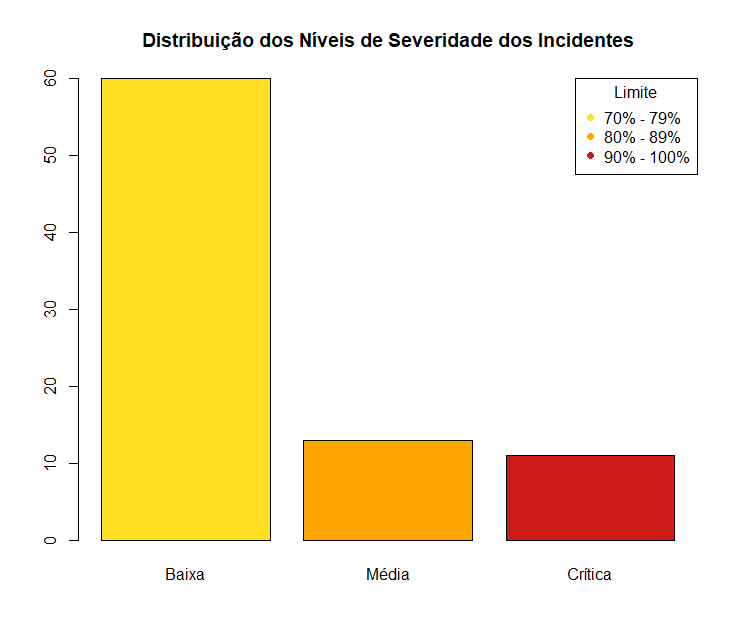 Distribuição dos Níveis de Severidade dos Incidentes
60
50
40
30
20
10
0
Limite
70% - 79%
80% - 89%
90% - 100%
Baixa
Média
Crítica